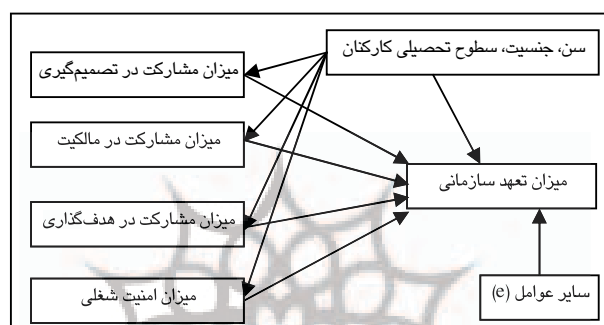 سن، جنسیت، سطوح تحصیلی کارکنان
میزان مشارکت در تصمیم‌گیری
میزان مشارکت در مالکیت
میزان تعهد سازمانی
میزان مشارکت در هدف‌گذاری
میزان امنیت شغلی
سایر عوامل (e)